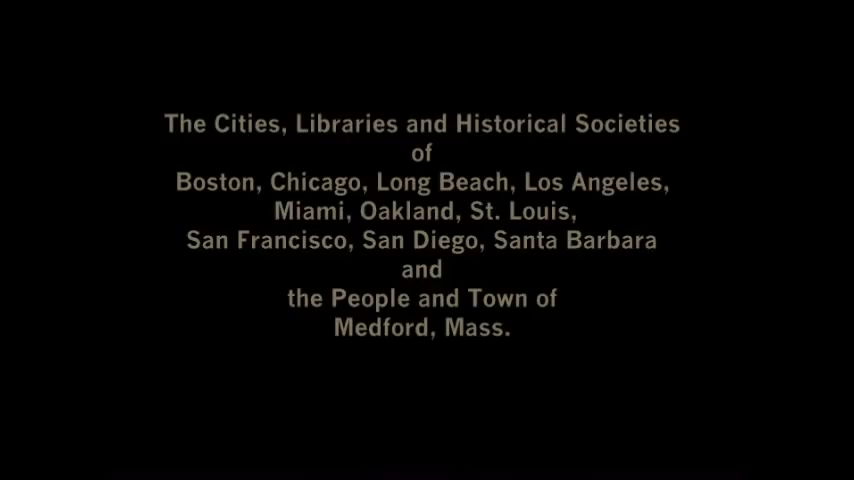 The Cities, Libraries and Historical Societies
of
Boston, Chicago, Long Beach, Los Angeles,
Miami, Oakland, St. Louis,
San Francisco, San Diego, Santa Barbara
and
the People and Town of
Medford, Mass.